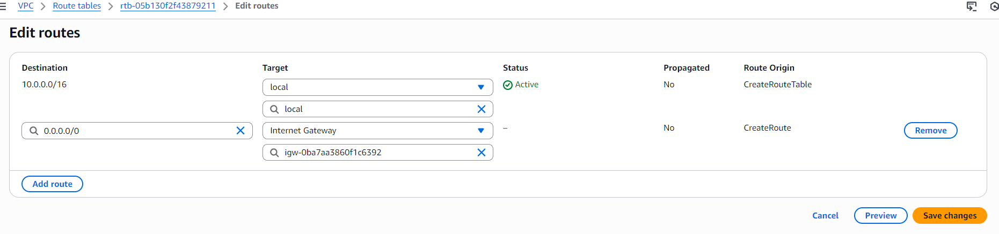 VPC > Route tables > rtb-05b130f2f43879211 > Edit routes
Edit routes
Destination Target Status Propagated Route Origin
10.0.0.0/16 local Active No CreateRouteTable
local
0.0.0.0/0 Internet Gateway – No CreateRoute Remove
igw-0ba7aa3860f1c6392
Add route
Cancel Preview Save changes